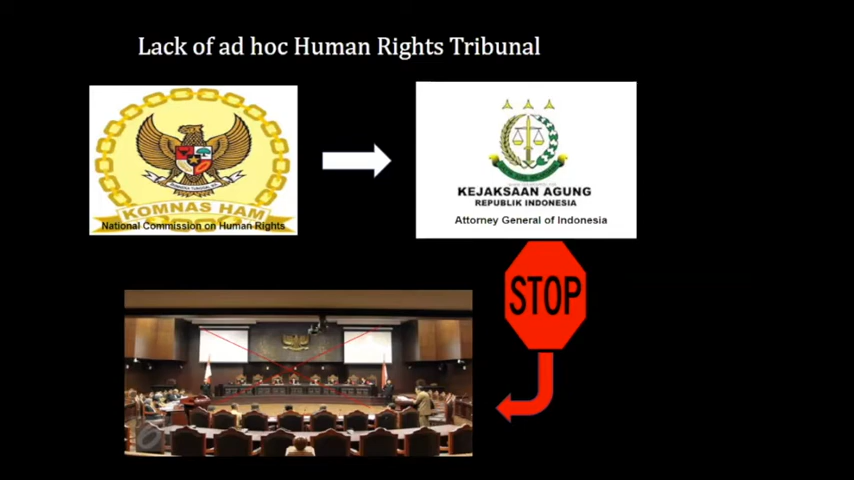 Lack of ad hoc Human Rights Tribunal
KOMNAS HAM
National Commission on Human Rights
KEJAKSAAN AGUNG
REPUBLIK INDONESIA
Attorney General of Indonesia
STOP